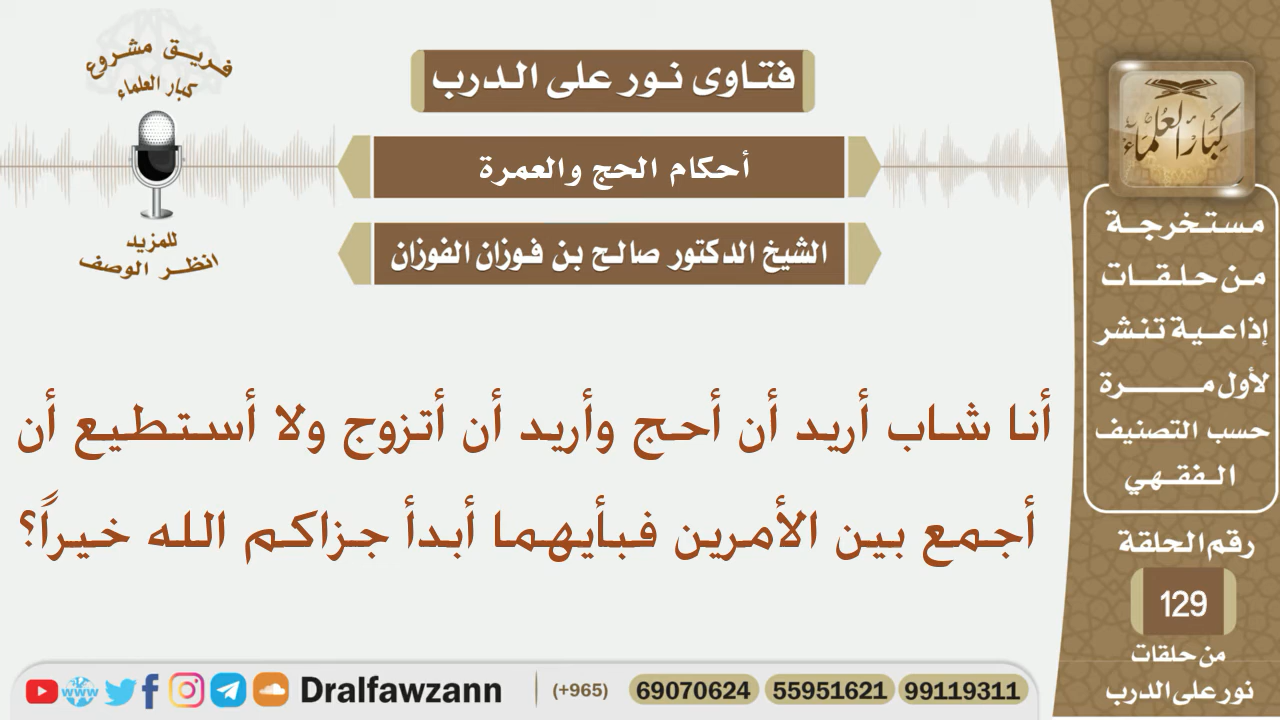 فريق مشروع
كبار العلماء
للمزيد
انظر الوصف
فتاوى نور على الدرب
أحكام الحج والعمرة
الشيخ الدكتور صالح بن فوزان الفوزان
أنا شاب أريد أن أحج وأريد أن أتزوج ولا أستطيع أن
أجمع بين الأمرين فبأيهما أبدأ جزاكم الله خيراً؟
كبار العلماء
مستخرجة
من حلقات
إذاعية تنشر
لأول مرة
حسب التصنيف
الفقهي
رقم الحلقة
129
من حلقات
نور على الدرب
www Dralfawzann (+965) 69070624 55951621 99119311